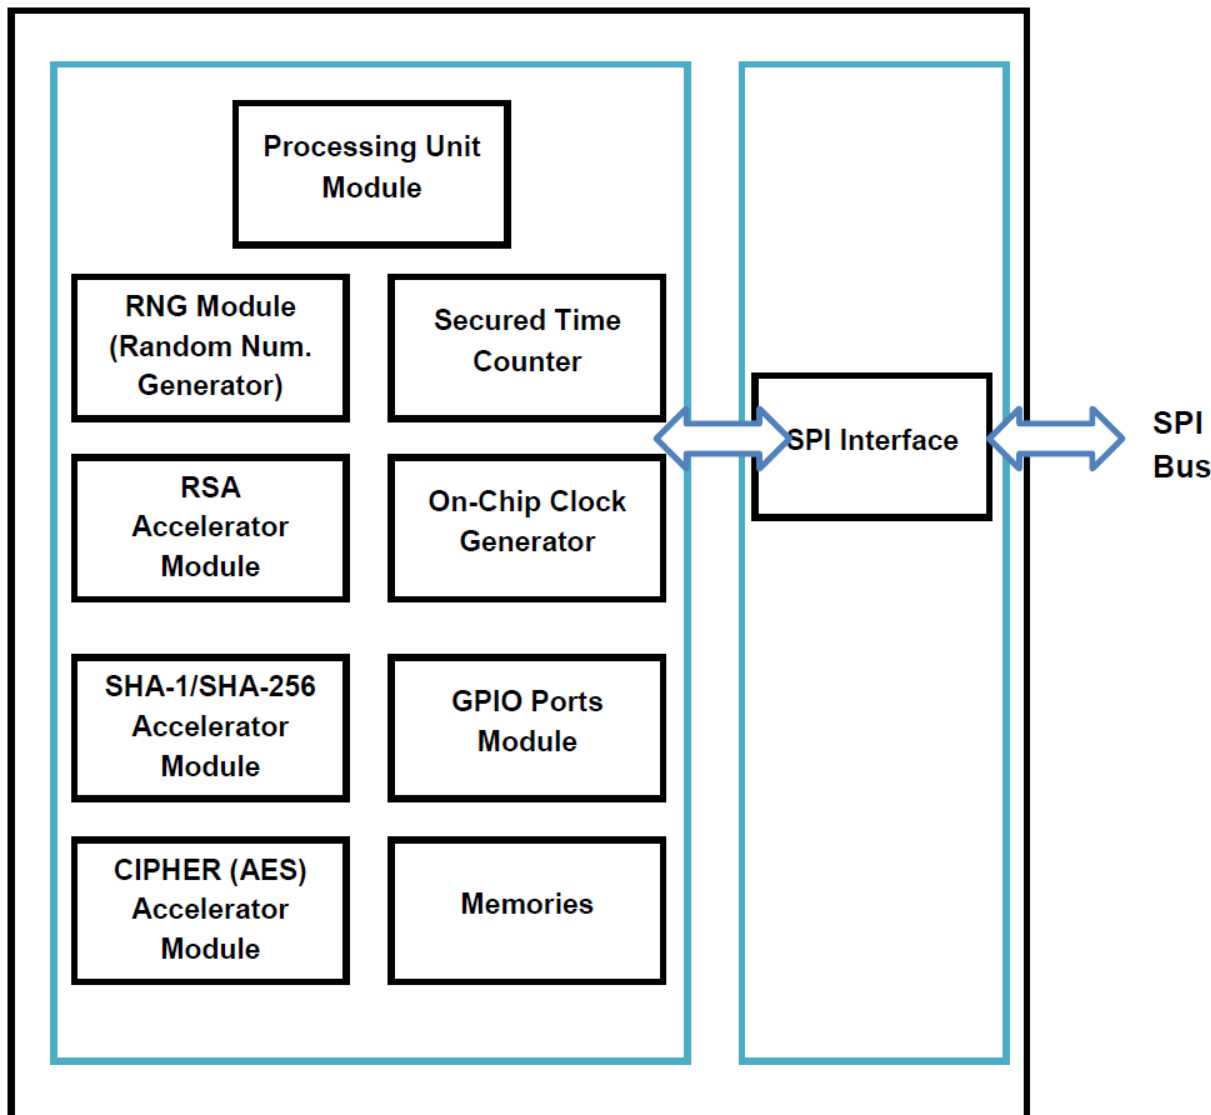 Processing Unit
Module
RNG Module
(Random Num.
Generator)
Secured Time
Counter
RSA
Accelerator
Module
On-Chip Clock
Generator
SHA-1/SHA-256
Accelerator
Module
GPIO Ports
Module
CIPHER (AES)
Accelerator
Module
Memories
SPI Interface
SPI
Bus